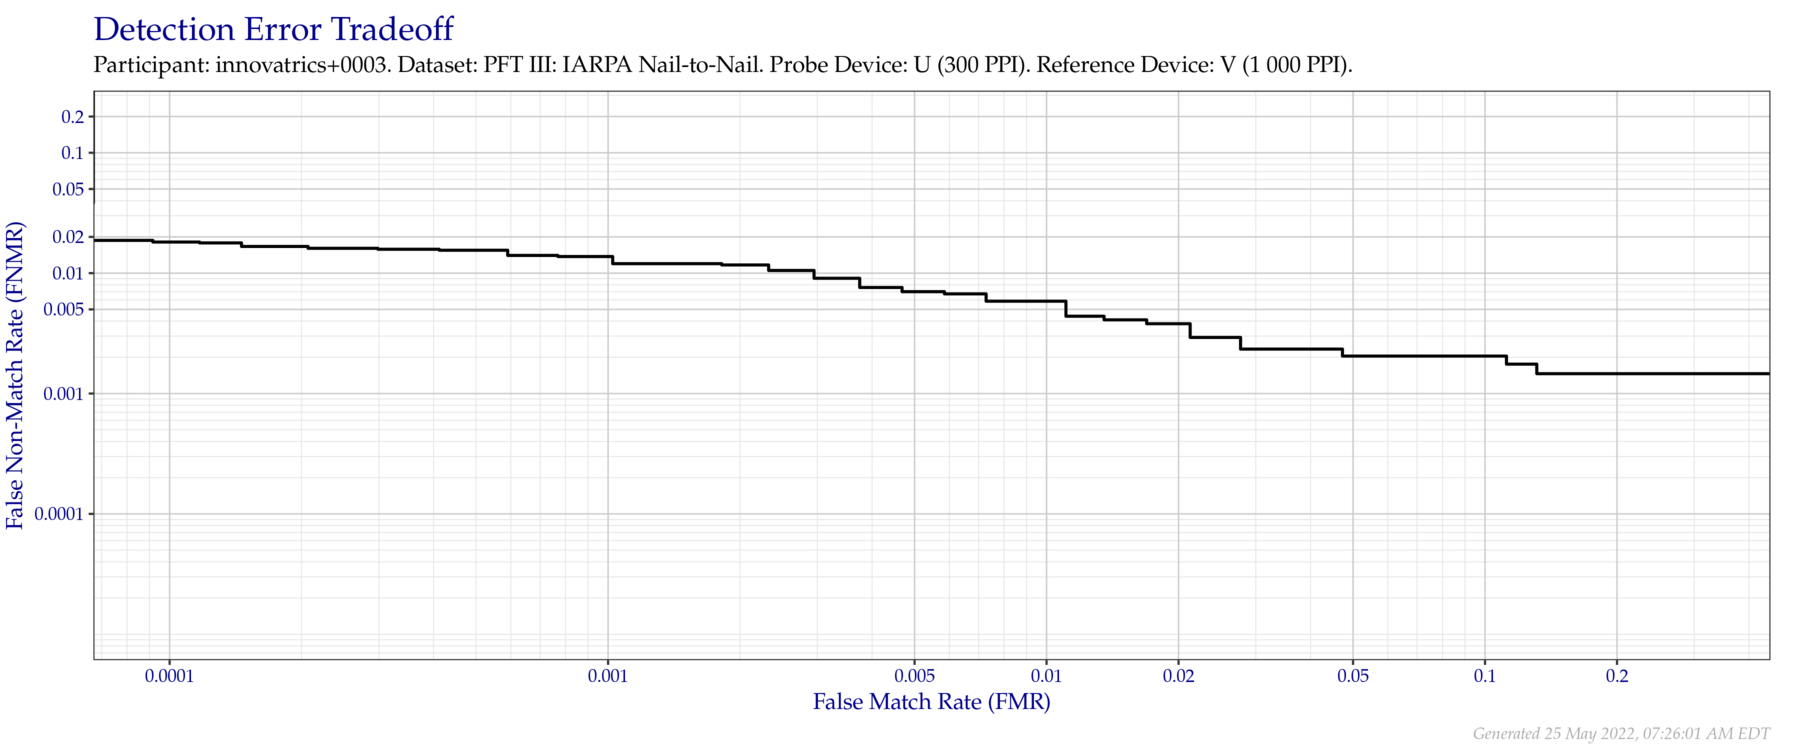 Detection Error Tradeoff
Participant: innovatrics+0003. Dataset: PFT III: IARPA Nail-to-Nail. Probe Device: U (300 PPI). Reference Device: V (1 000 PPI).
False Non-Match Rate (FNMR)
0.2
0.1
0.05
0.02
0.01
0.005
0.001
0.0001
0.0001 0.001 0.005 0.01 0.02 0.05 0.1 0.2
False Match Rate (FMR)
Generated 25 May 2022, 07:26:01 AM EDT